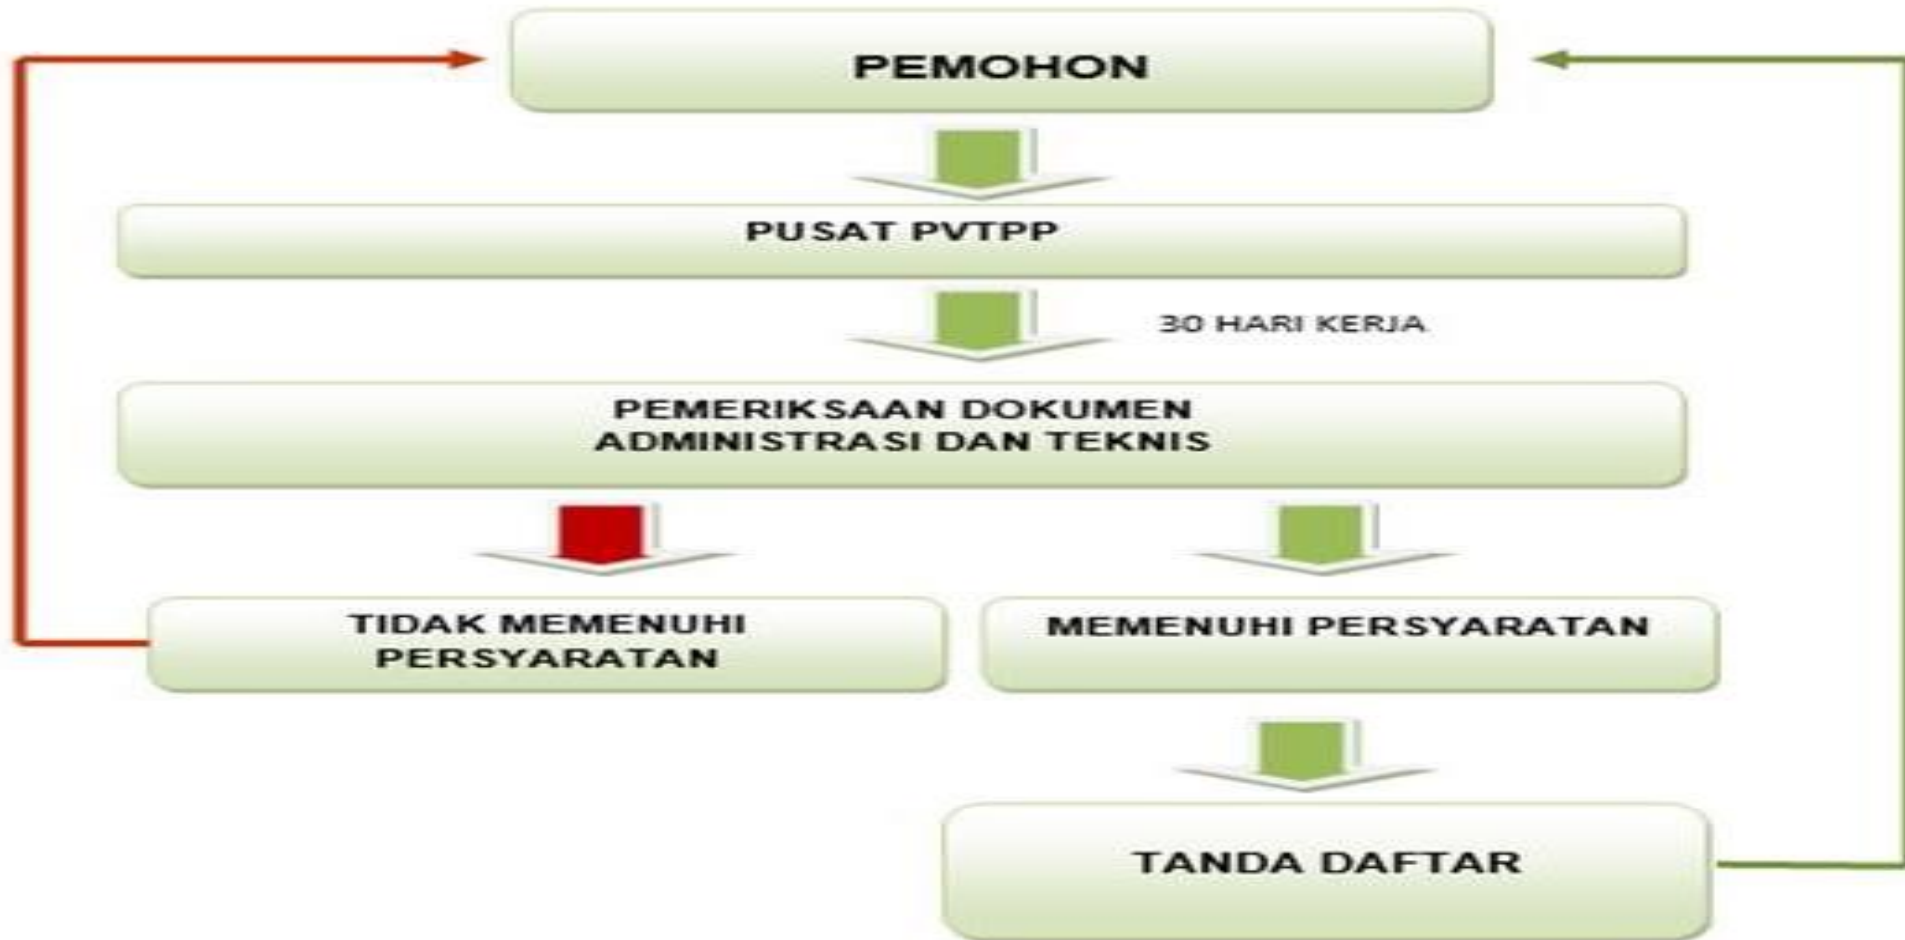 PEMOHON
PUSAT PVTPP
30 HARI KERJA
PEMERIKSAAN DOKUMEN
ADMINISTRASI DAN TEKNIS
TIDAK MEMENUHI
PERSYARATAN
MEMENUHI PERSYARATAN
TANDA DAFTAR